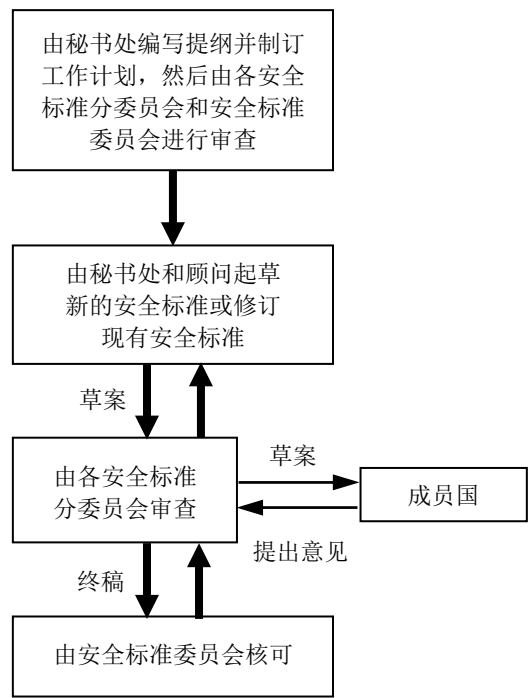 由秘书处编写提纲并制订
工作计划，然后由各安全
标准分委员会和安全标准
委员会进行审查
由秘书处和顾问起草
新的安全标准或修订
现有安全标准
草案
由各安全标准
分委员会审查
草案
成员国
提出意见
终稿
由安全标准委员会核可